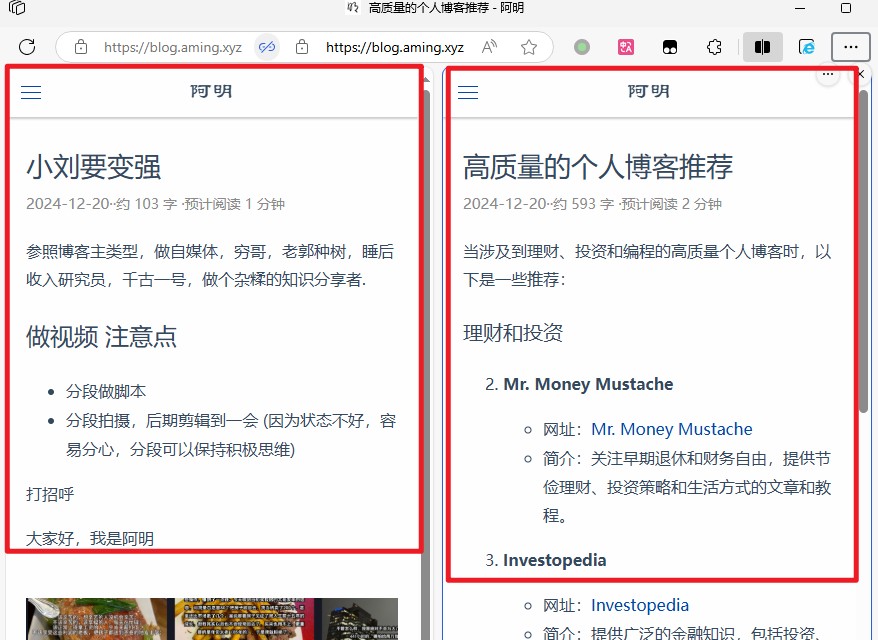 高质量的个人博客推荐 - 阿明
https://blog.aming.xyz
https://blog.aming.xyz
阿明
小刘要变强
2024-12-20··约 103 字 ·预计阅读 1 分钟
参照博客主类型，做自媒体，穷哥，老郭种树，睡后
收入研究员，千古一号，做个杂糅的知识分享者.
做视频 注意点
分段做脚本
分段拍摄，后期剪辑到一会 (因为状态不好，容
易分心，分段可以保持积极思维)
打招呼
大家好，我是阿明
阿明
高质量的个人博客推荐
2024-12-20··约 593 字 ·预计阅读 2 分钟
当涉及到理财、投资和编程的高质量个人博客时，以
下是一些推荐：
理财和投资
2. Mr. Money Mustache
网址：Mr. Money Mustache
简介：关注早期退休和财务自由，提供节
俭理财、投资策略和生活方式的文章和教
程。
3. Investopedia
网址：Investopedia
简介：提供广泛的金融知识，包括投资、